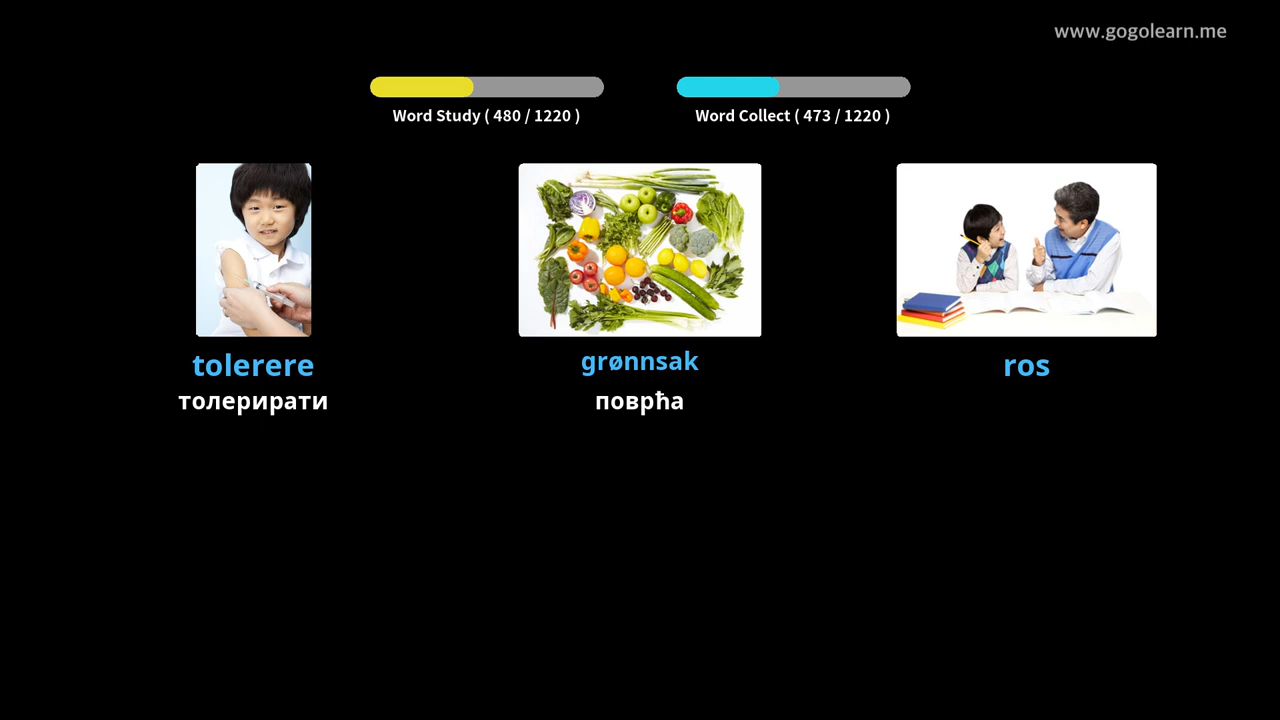 www.gogolearn.me
Word Study ( 480 / 1220 )
Word Collect ( 473 / 1220 )
tolerere
толерирати
grønnsak
поврћа
ros